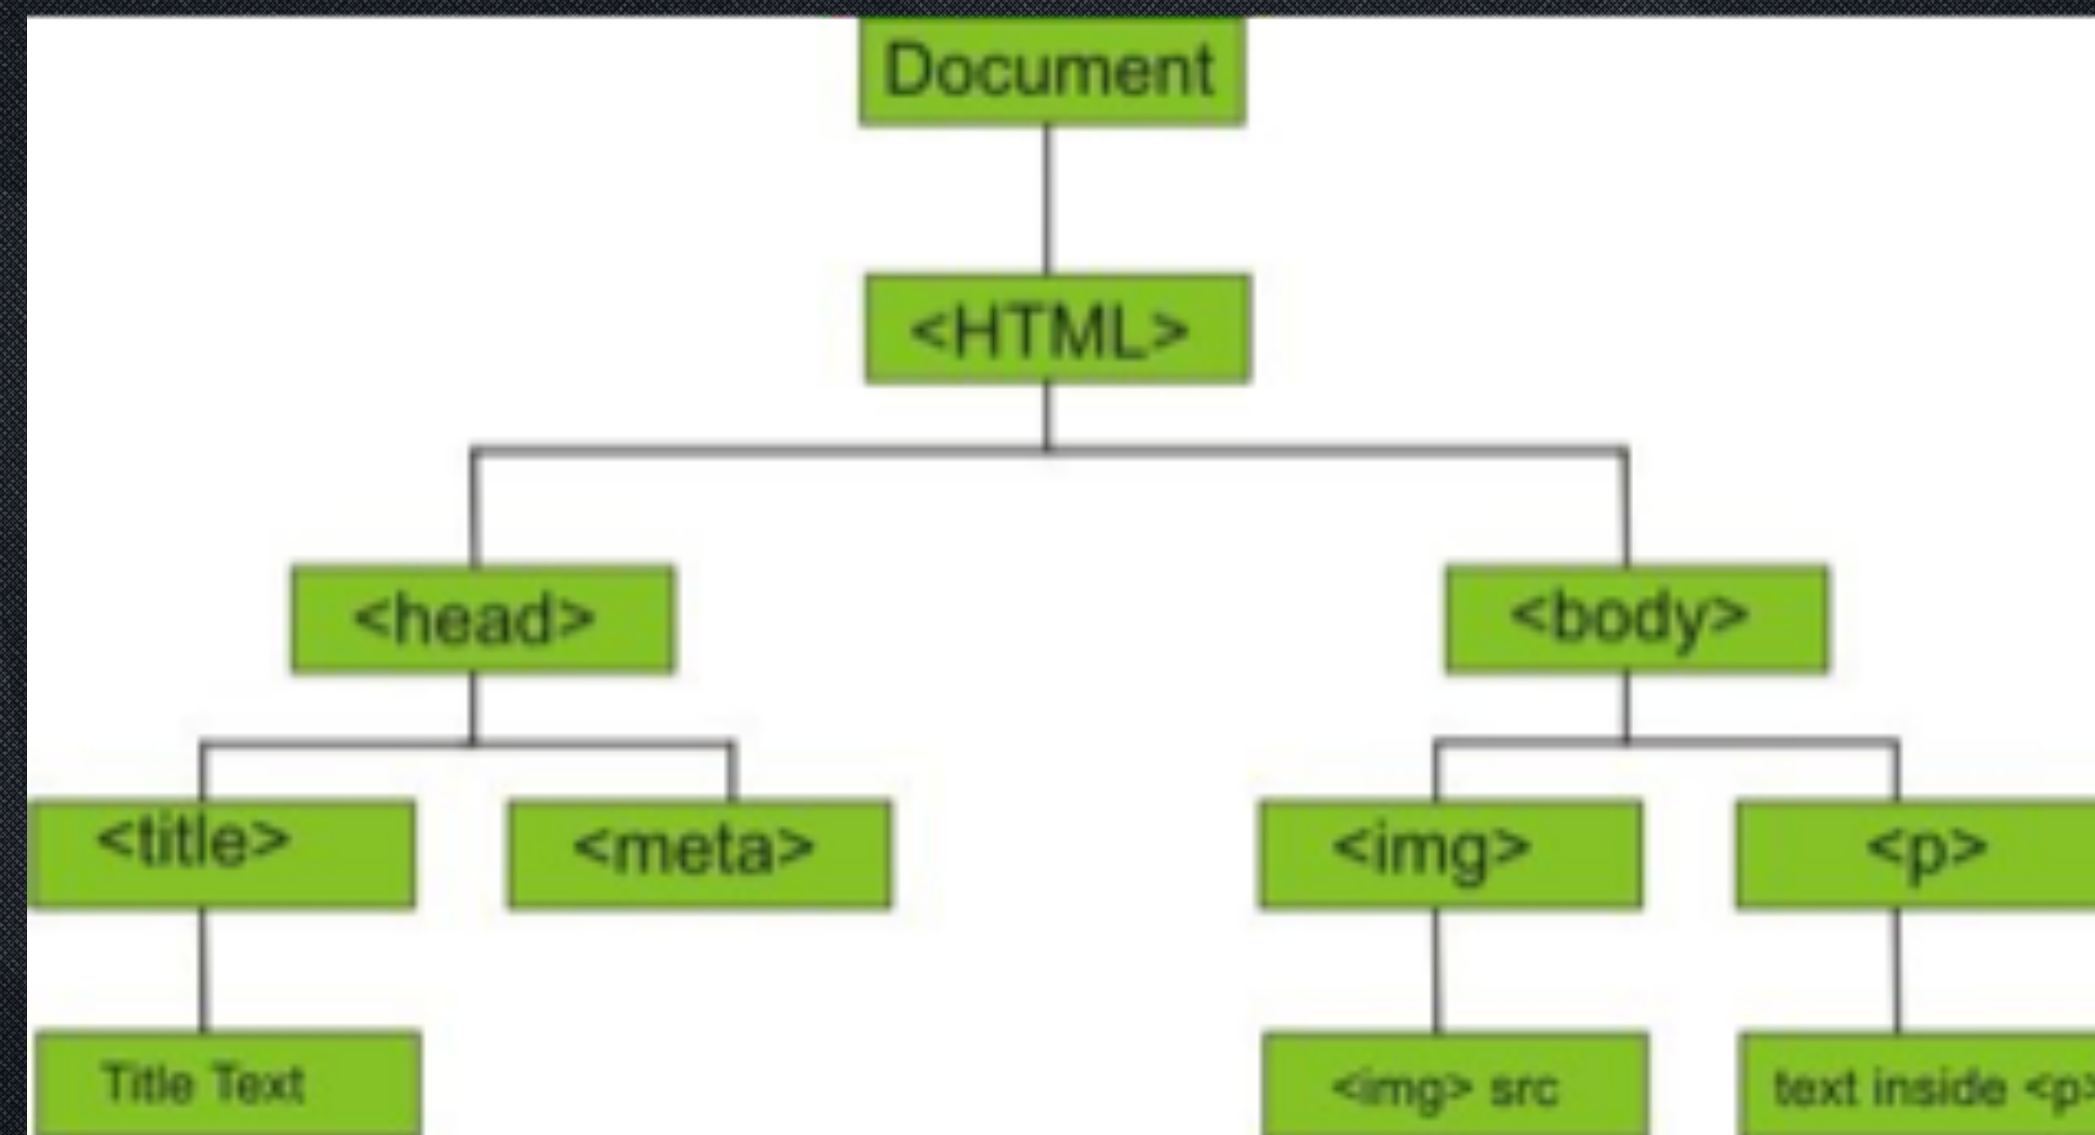 Document
<HTML>
<head>
<body>
<title>
<meta>
<img>
<p>
Title Text
<img> src
text inside <p>